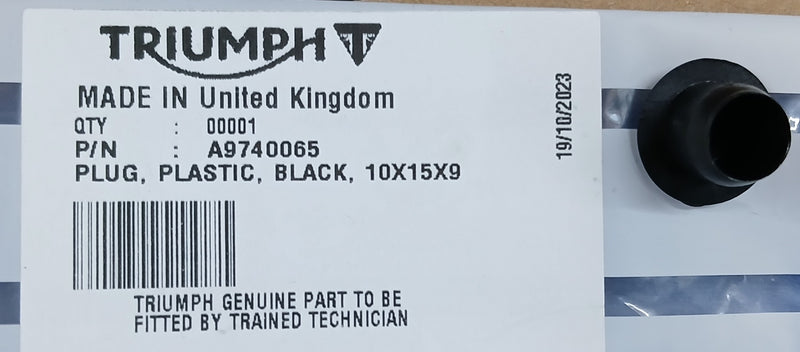 TRIUMPH
MADE IN United Kingdom
QTY : 00001
P/N : A9740065
PLUG, PLASTIC, BLACK, 10X15X9
TRIUMPH GENUINE PART TO BE
FITTED BY TRAINED TECHNICIAN
19/10/2023